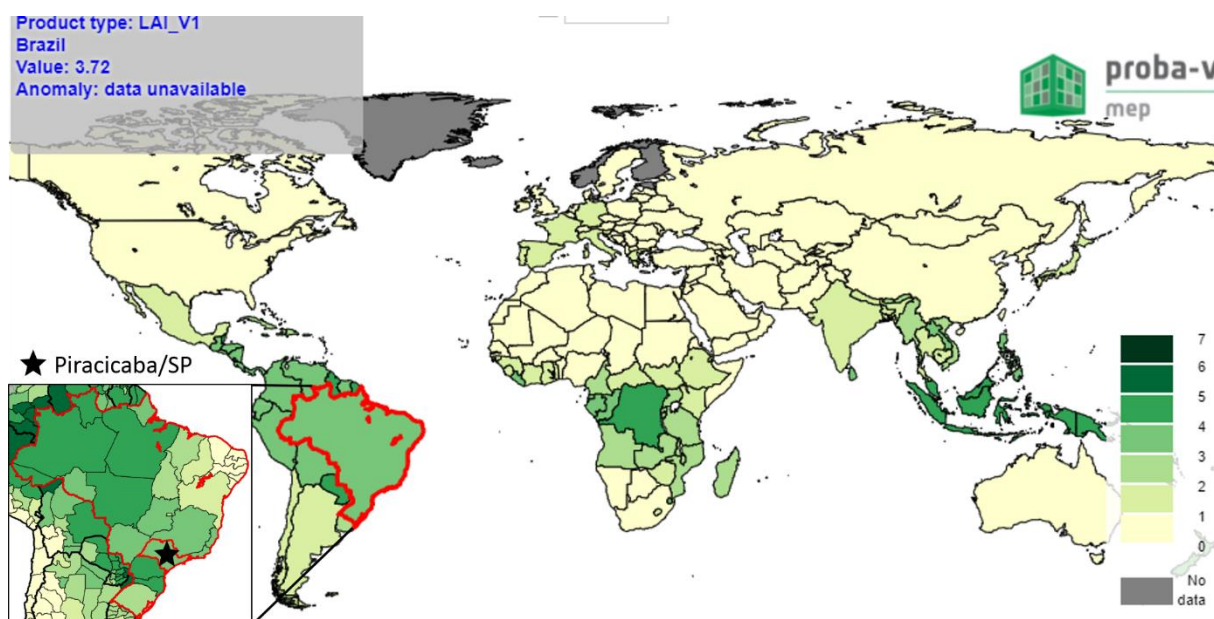 Product type: LAI_V1
Brazil
Value: 3.72
Anomaly: data unavailable
proba-v
mep
★ Piracicaba/SP
7
6
5
4
3
2
1
0
No
data